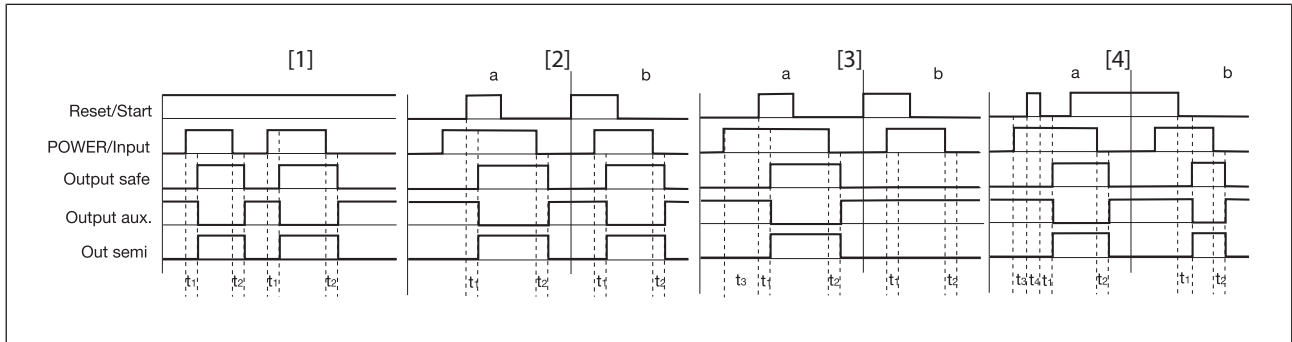 [1] [2] [3] [4]
a b a b a b
Reset/Start
POWER/Input
Output safe
Output aux.
Out semi
t1 t2 t1 t2 t1 t2 t1 t2 t3 t1 t2 t1 t2 t3 t4 t1 t2 t1 t2